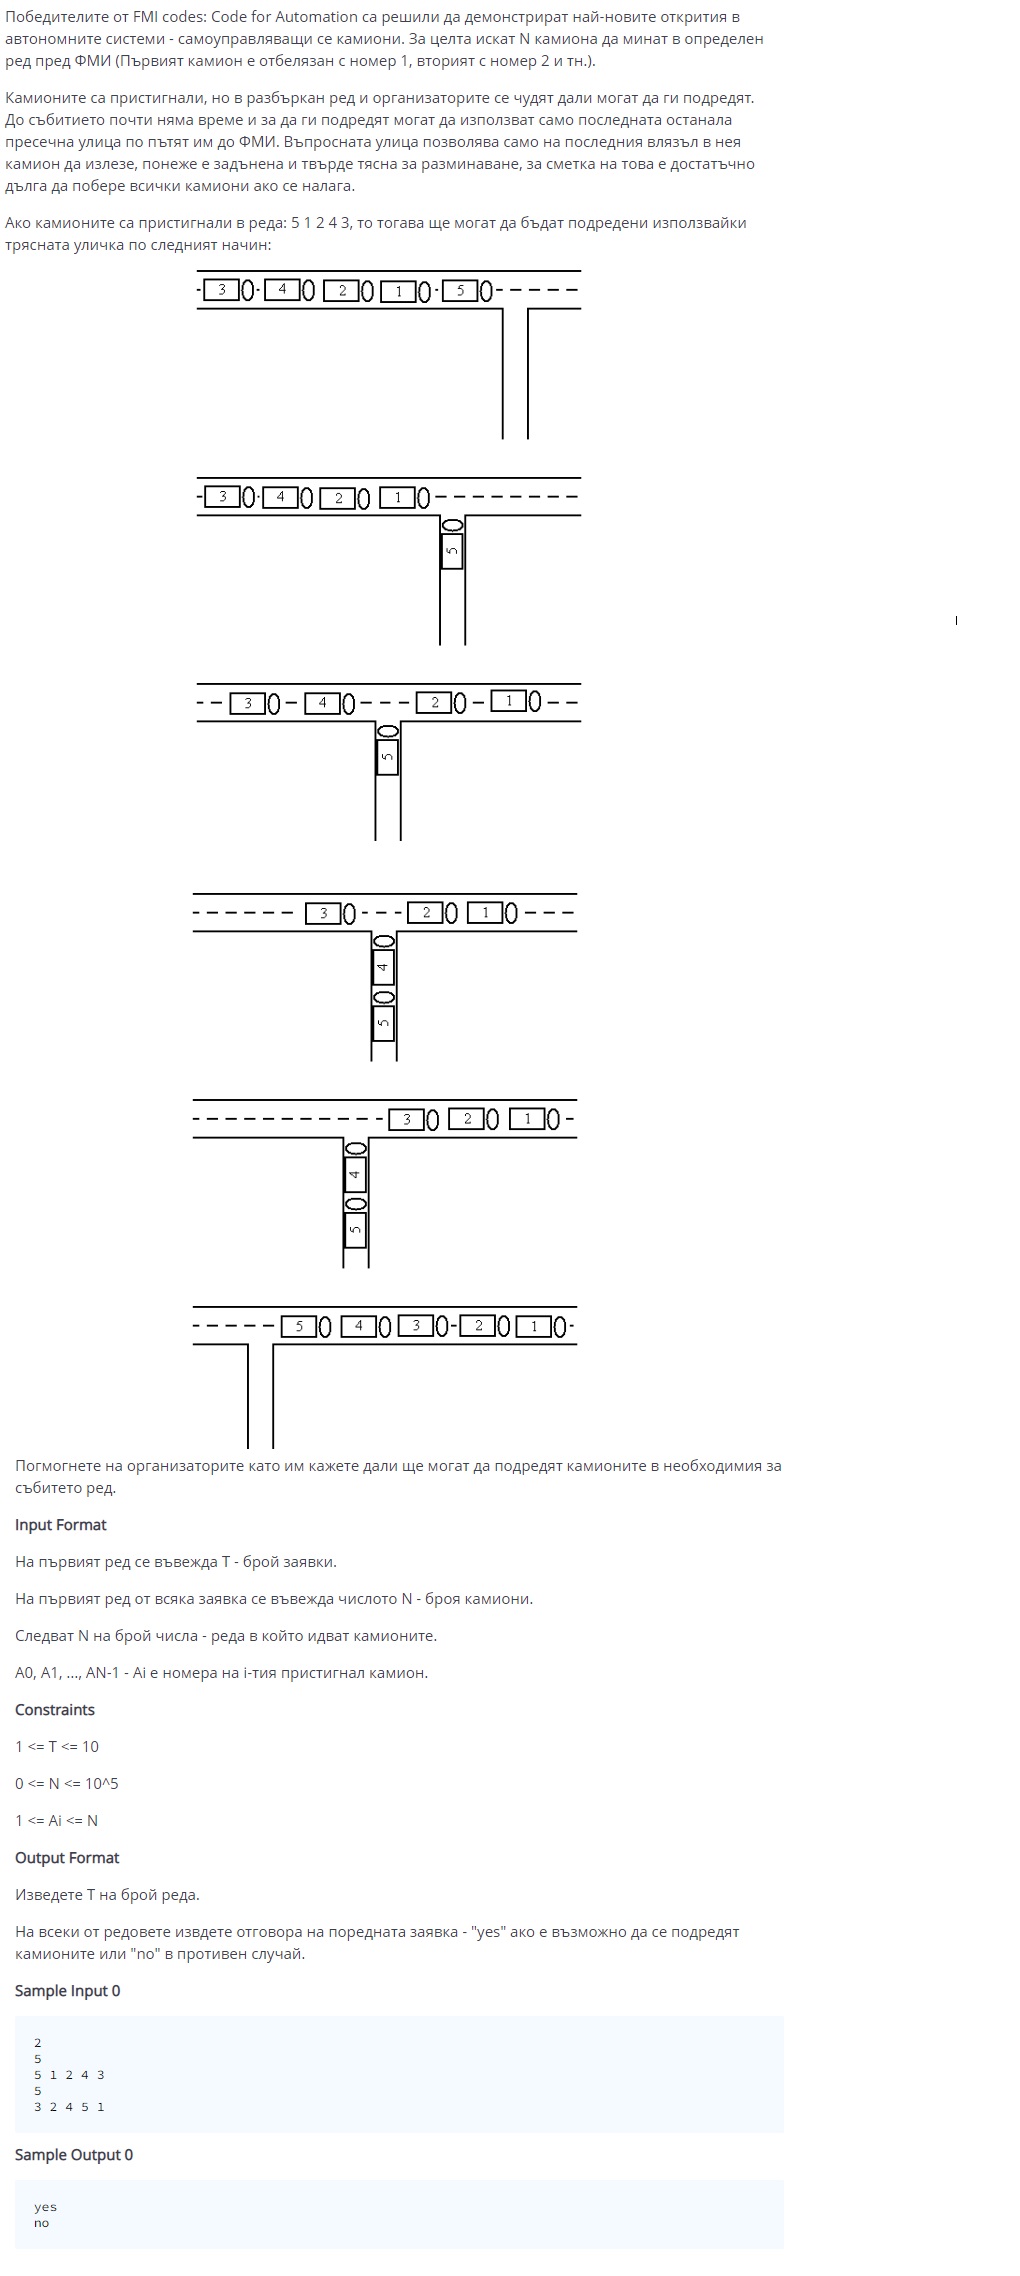 Победителите от FMI codes: Code for Automation са решили да демонстрират най-новите открития в
автономните системи - самоуправляващи се камиони. За целта искат N камиона да минат в определен
ред пред ФМИ (Първият камион е отбелязан с номер 1, вторият с номер 2 и тн.).
Камионите са пристигнали, но в разбъркан ред и организаторите се чудят дали могат да ги подредят.
До събитието почти няма време и за да ги подредят могат да използват само последната останала
пресечна улица по пътят им до ФМИ. Въпросната улица позволява само на последния влязъл в нея
камион да излезе, понеже е задънена и твърде тясна за разминаване, за сметка на това е достатъчно
дълга да побере всички камиони ако се налага.
Ако камионите са пристигнали в реда: 5 1 2 4 3, то тогава ще могат да бъдат подредени използвайки
трясната уличка по следният начин:
3 4 2 1 5
3 4 2 1
5
3 4 2 1
5
3 2 1
4
5
3 2 1
4
5
5 4 3 2 1
Погмогнете на организаторите като им кажете дали ще могат да подредят камионите в необходимия за
събитето ред.
Input Format
На първият ред се въвежда T - брой заявки.
На първият ред от всяка заявка се въвежда числото N - броя камиони.
Следват N на брой числа - реда в който идват камионите.
A0, A1, ..., AN-1 - Ai е номера на i-тия пристигнал камион.
Constraints
1 <= T <= 10
0 <= N <= 10^5
1 <= Ai <= N
Output Format
Изведете T на брой реда.
На всеки от редовете извдете отговора на поредната заявка - "yes" ако е възможно да се подредят
камионите или "no" в противен случай.
Sample Input 0
2
5
5 1 2 4 3
5
3 2 4 5 1
Sample Output 0
yes
no